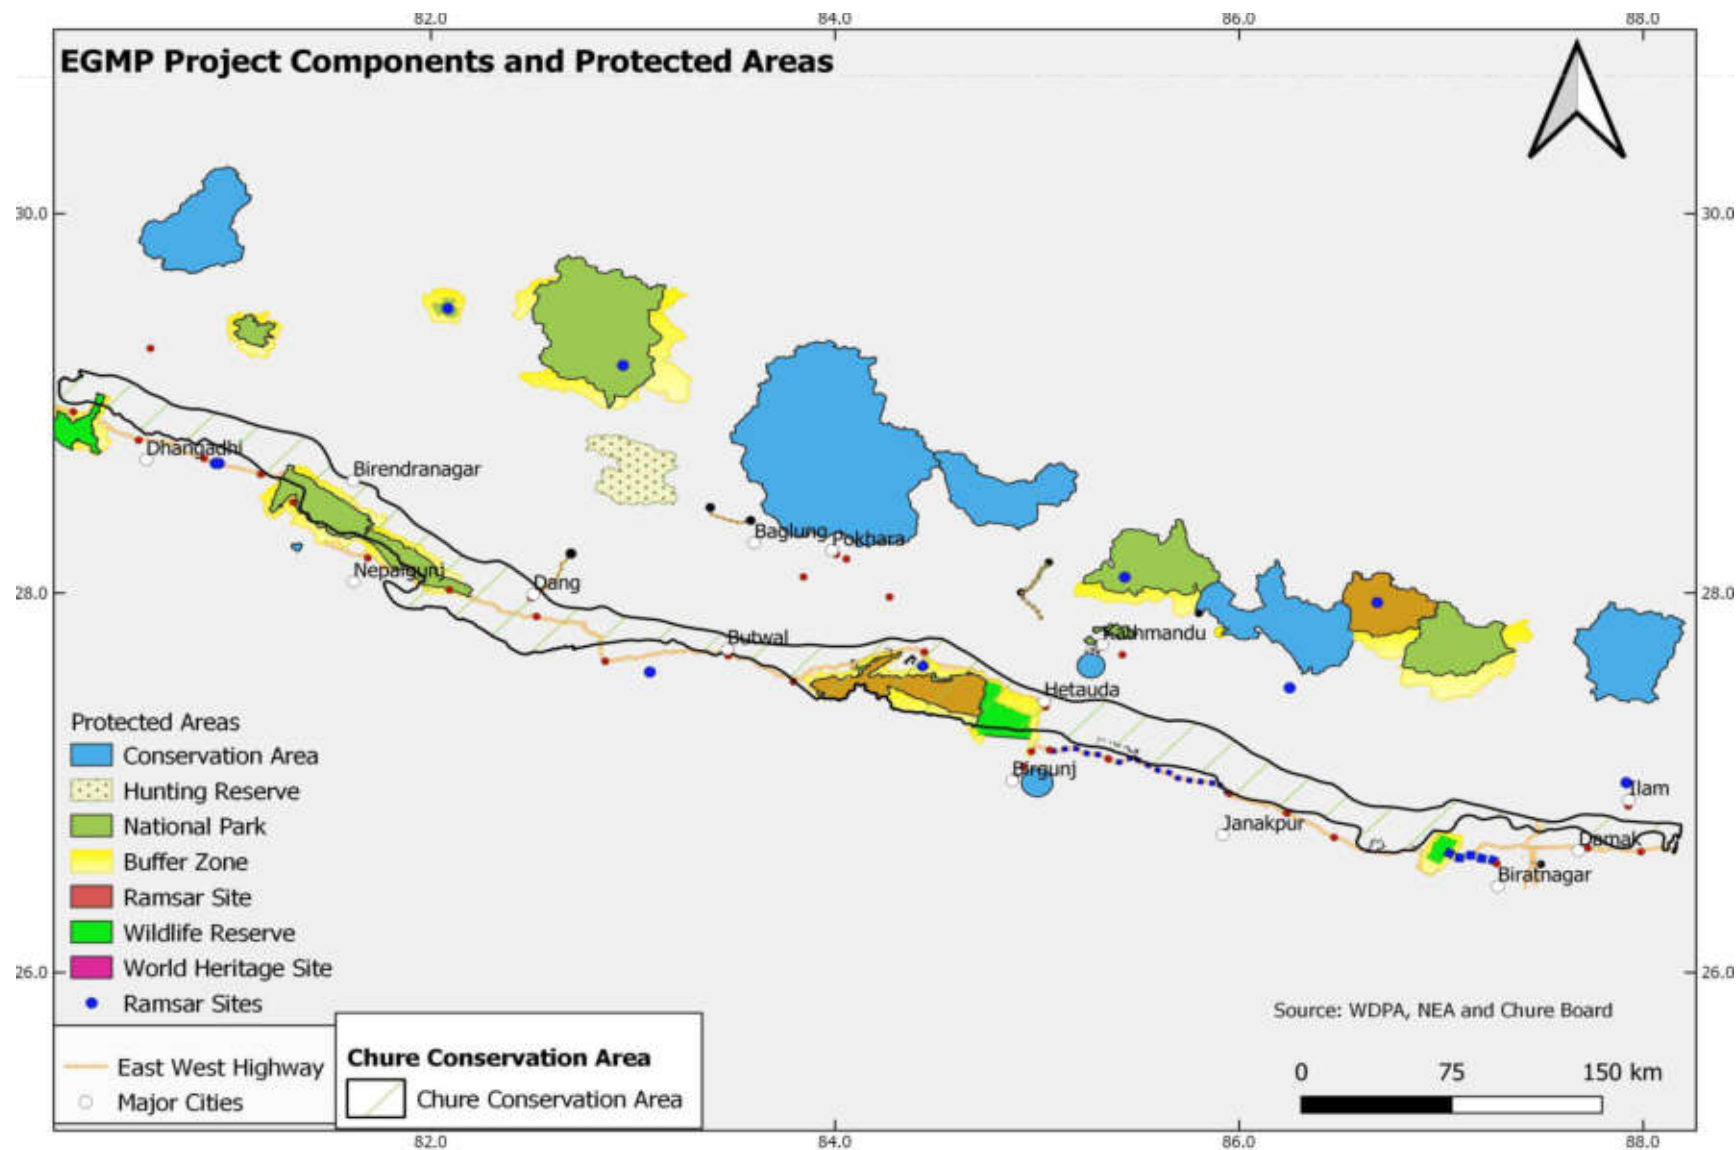 82.0 84.0 86.0 88.0
EGMP Project Components and Protected Areas
30.0 30.0
Dhangadhi
Birendranagar
Baglung
Pokhara
Nepalgunj
Dang
28.0 28.0
Kathmandu
Butwal
Hetauda
Birgunj
Ilam
Janakpur
Damak
Biratnagar
Protected Areas
Conservation Area
Hunting Reserve
National Park
Buffer Zone
Ramsar Site
Wildlife Reserve
World Heritage Site
Ramsar Sites
26.0 26.0
East West Highway
Major Cities
Chure Conservation Area
Chure Conservation Area
Source: WDPA, NEA and Chure Board
0 75 150 km
82.0 84.0 86.0 88.0